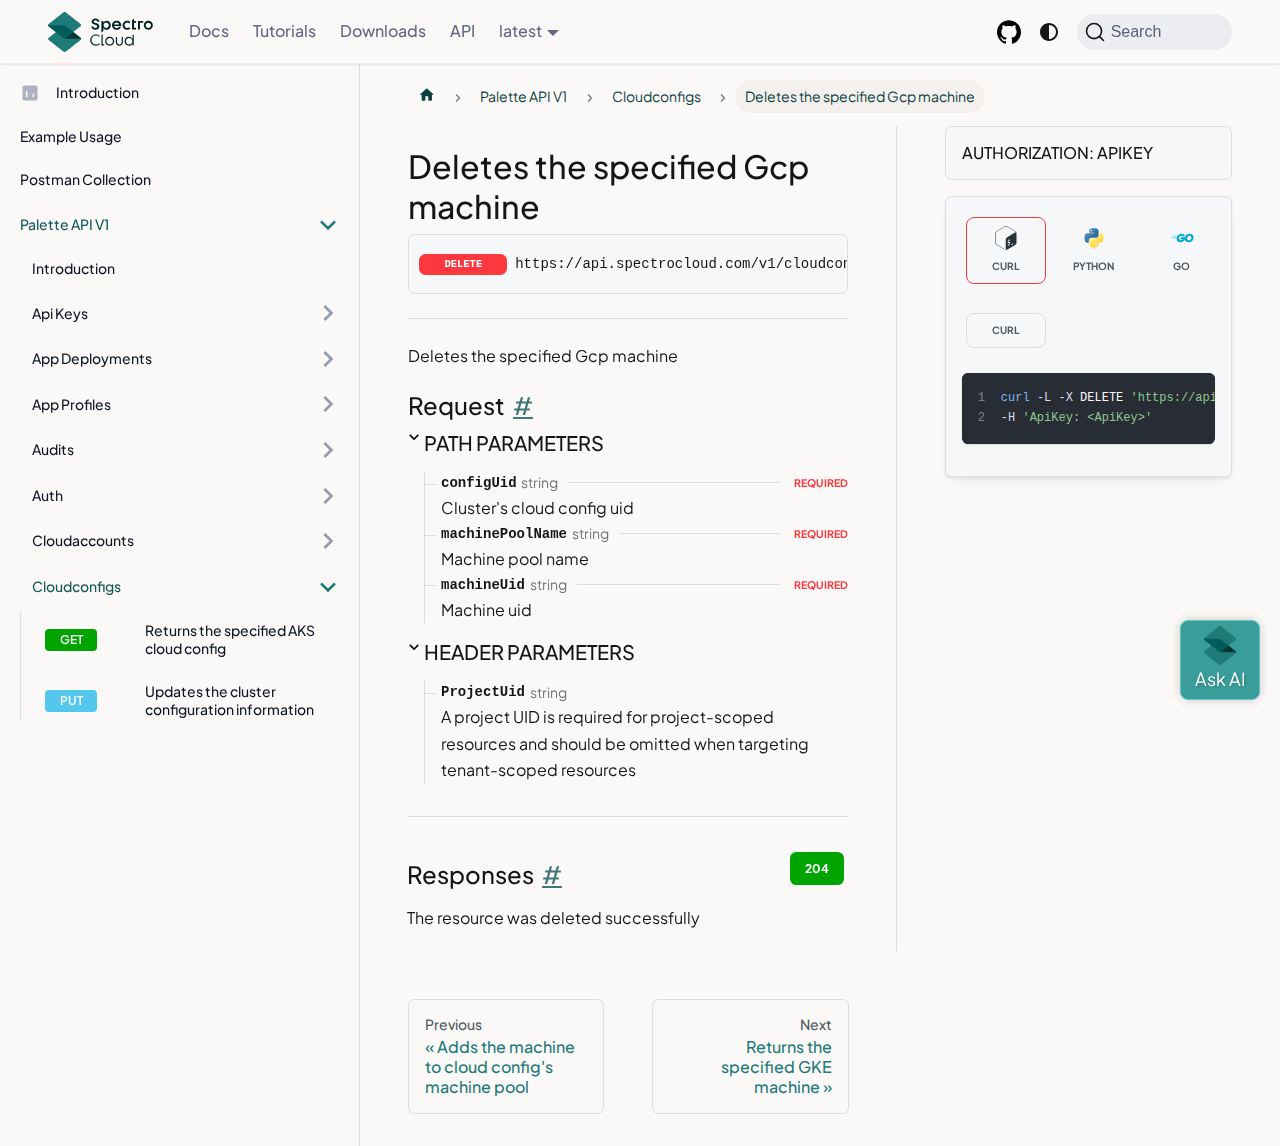 Spectro
Cloud
Docs
Tutorials
Downloads
API
latest
Search
Introduction
Example Usage
Postman Collection
Palette API V1
Introduction
Api Keys
App Deployments
App Profiles
Audits
Auth
Cloudaccounts
Cloudconfigs
GET
Returns the specified AKS
cloud config
PUT
Updates the cluster
configuration information
Palette API V1
Cloudconfigs
Deletes the specified Gcp machine
Deletes the specified Gcp
machine
DELETE https://api.spectrocloud.com/v1/cloudcon
Deletes the specified Gcp machine
Request #
PATH PARAMETERS
configUid string REQUIRED
Cluster's cloud config uid
machinePoolName string REQUIRED
Machine pool name
machineUid string REQUIRED
Machine uid
HEADER PARAMETERS
ProjectUid string
A project UID is required for project-scoped
resources and should be omitted when targeting
tenant-scoped resources
Responses #
204
The resource was deleted successfully
Previous
« Adds the machine
to cloud config's
machine pool
Next
Returns the
specified GKE
machine »
AUTHORIZATION: APIKEY
CURL
PYTHON
GO
CURL
1 curl -L -X DELETE 'https://api
2 -H 'ApiKey: <ApiKey>'
Ask AI